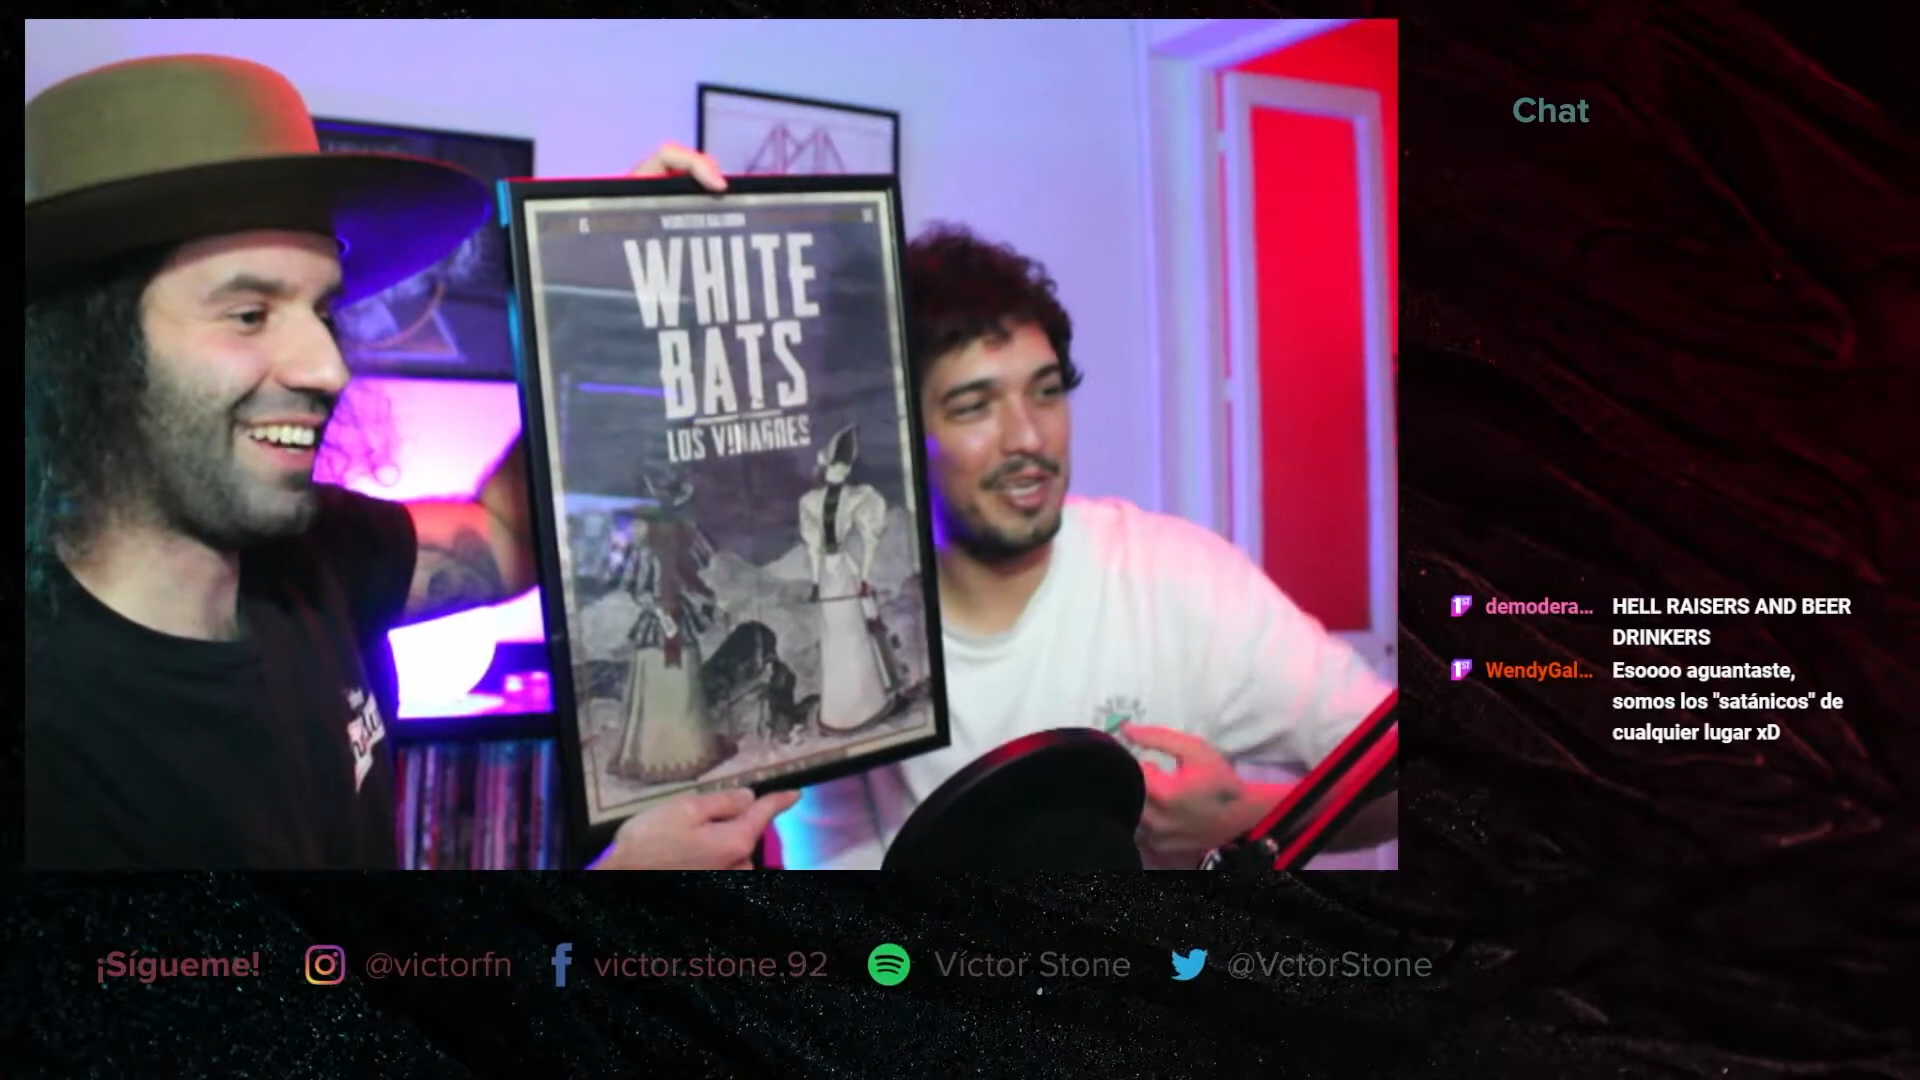 Chat
WHITE
BATS
LOS VINAGRES
demodera... HELL RAISERS AND BEER
DRINKERS
WendyGal... Esoooo aguantaste,
somos los "satánicos" de
cualquier lugar xD
¡Sígueme! @victorfn victor.stone.92 Víctor Stone @VctorStone